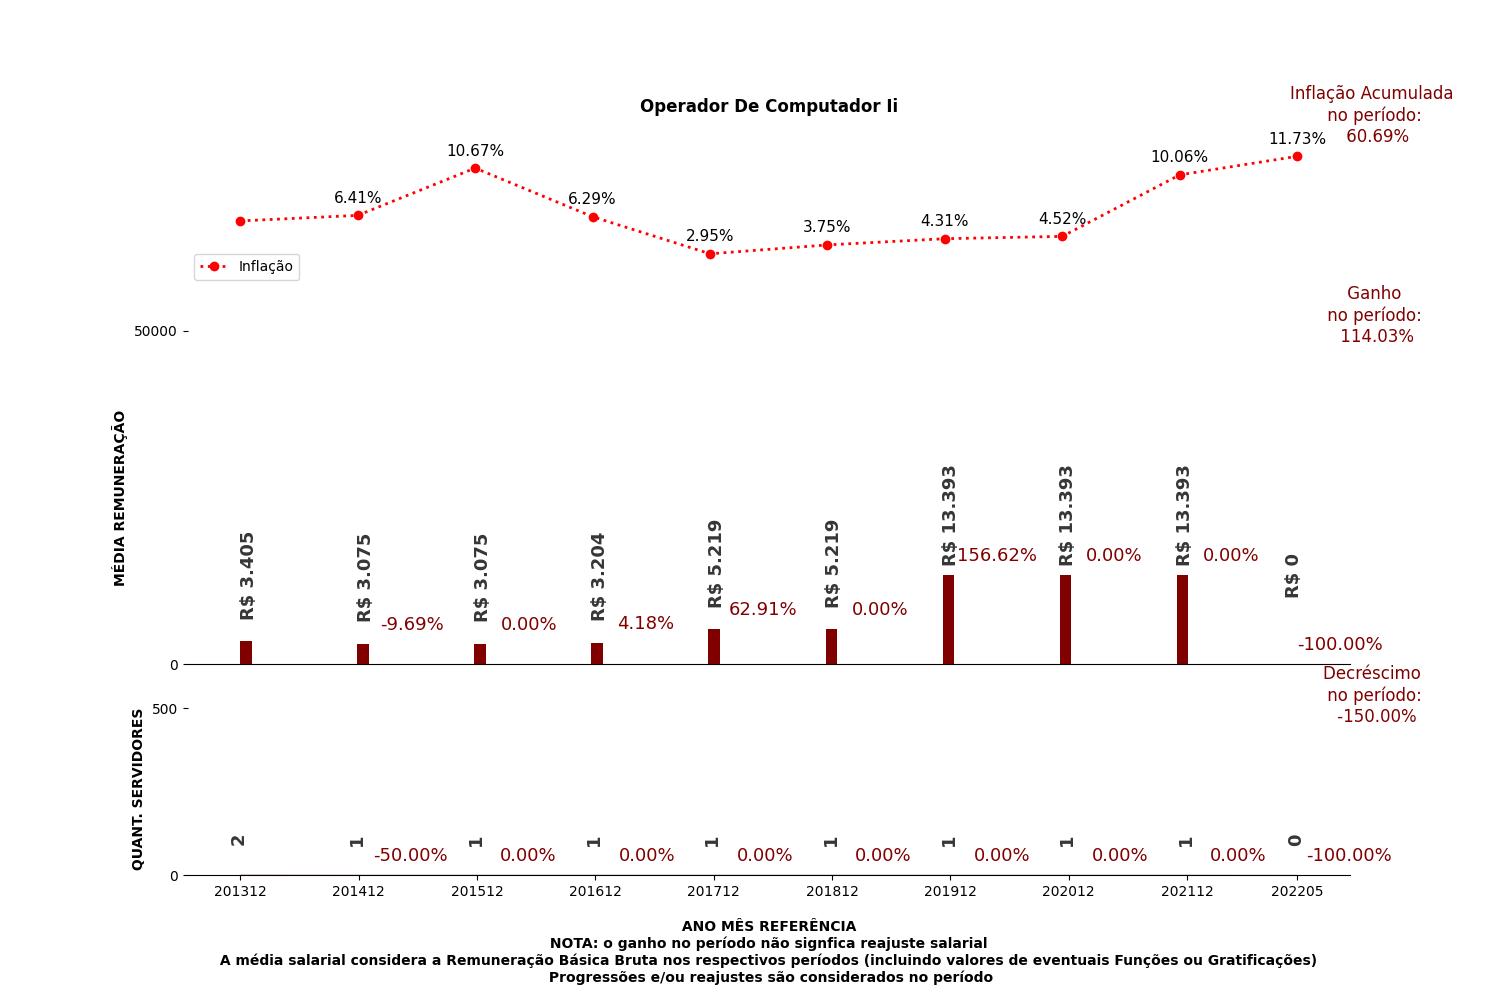 Operador De Computador Ii
Inflação Acumulada
no período:
60.69%
6.41%
10.67%
6.29%
2.95%
3.75%
4.31%
4.52%
10.06%
11.73%
Inflação
Ganho
no período:
114.03%
MÉDIA REMUNERAÇÃO
50000
0
R$ 3.405
R$ 3.075
R$ 3.075
R$ 3.204
R$ 5.219
R$ 5.219
R$ 13.393
R$ 13.393
R$ 13.393
R$ 0
-9.69%
0.00%
4.18%
62.91%
0.00%
156.62%
0.00%
0.00%
-100.00%
Decréscimo
no período:
-150.00%
QUANT. SERVIDORES
500
0
2
1
1
1
1
1
1
1
1
0
-50.00%
0.00%
0.00%
0.00%
0.00%
0.00%
0.00%
0.00%
-100.00%
201312
201412
201512
201612
201712
201812
201912
202012
202112
202205
ANO MÊS REFERÊNCIA
NOTA: o ganho no período não signfica reajuste salarial
A média salarial considera a Remuneração Básica Bruta nos respectivos períodos (incluindo valores de eventuais Funções ou Gratificações)
Progressões e/ou reajustes são considerados no período